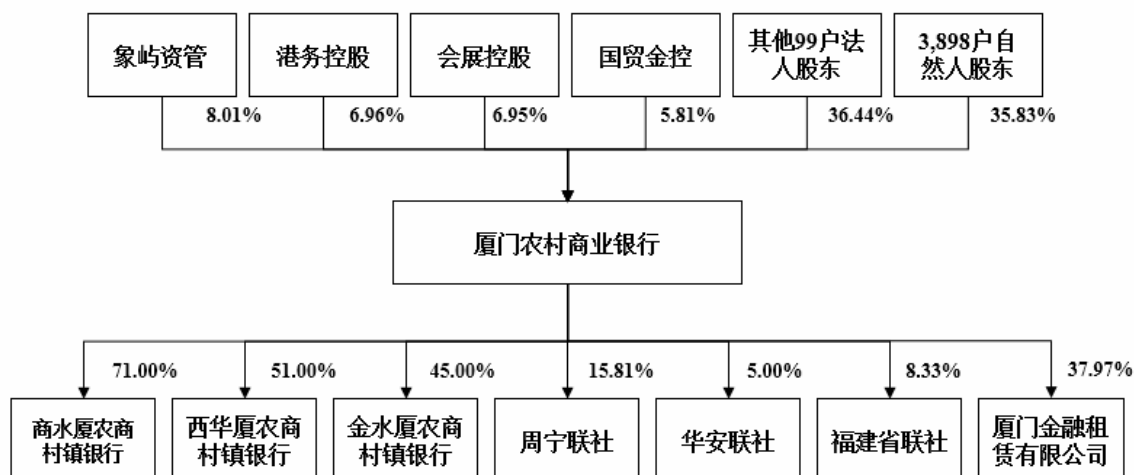 象屿资管
港务控股
会展控股
国贸金控
其他99户法
人股东
3,898户自
然人股东
8.01%
6.96%
6.95%
5.81%
36.44%
35.83%
厦门农村商业银行
71.00%
51.00%
45.00%
15.81%
5.00%
8.33%
37.97%
商水厦农商
村镇银行
西华厦农商
村镇银行
金水厦农商
村镇银行
周宁联社
华安联社
福建省联社
厦门金融租
赁有限公司